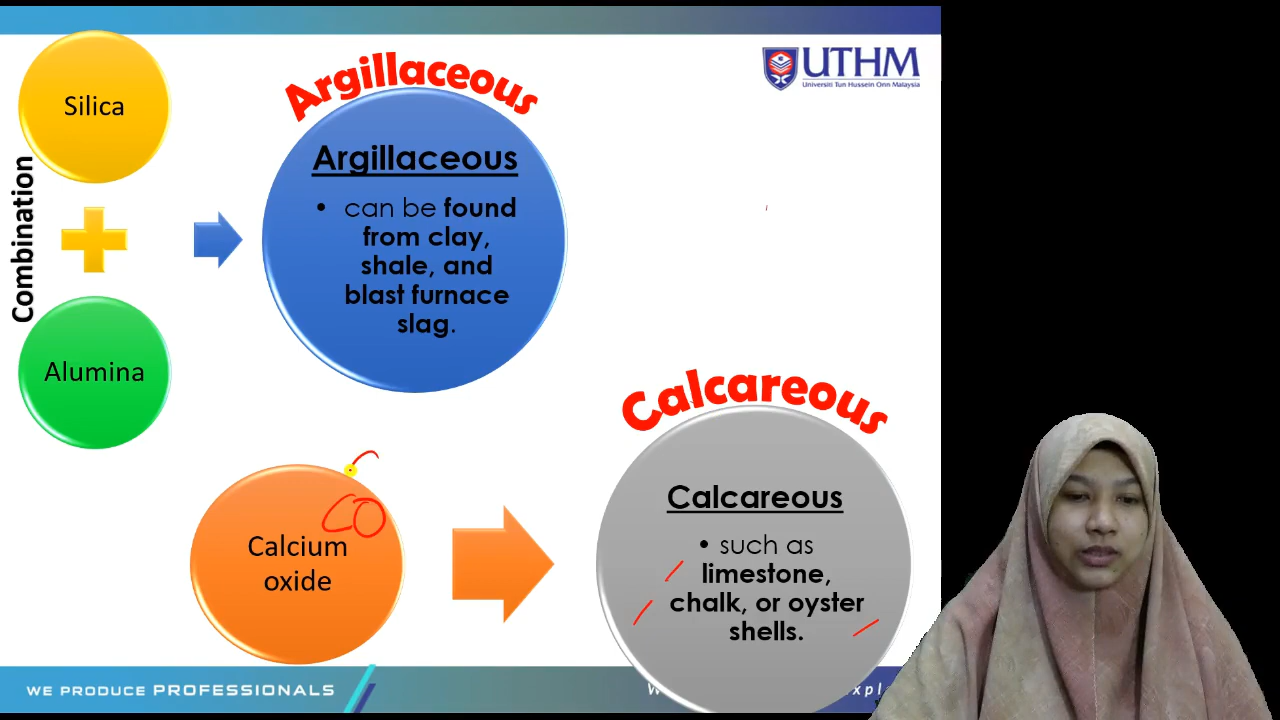 UTHM
Universiti Tun Hussein Onn Malaysia
Silica
Combination
Alumina
Argillaceous
Argillaceous
• can be found
from clay,
shale, and
blast furnace
slag.
Calcareous
Calcareous
• such as
limestone,
chalk, or oyster
shells.
CO
Calcium
oxide
WE PRODUCE PROFESSIONALS